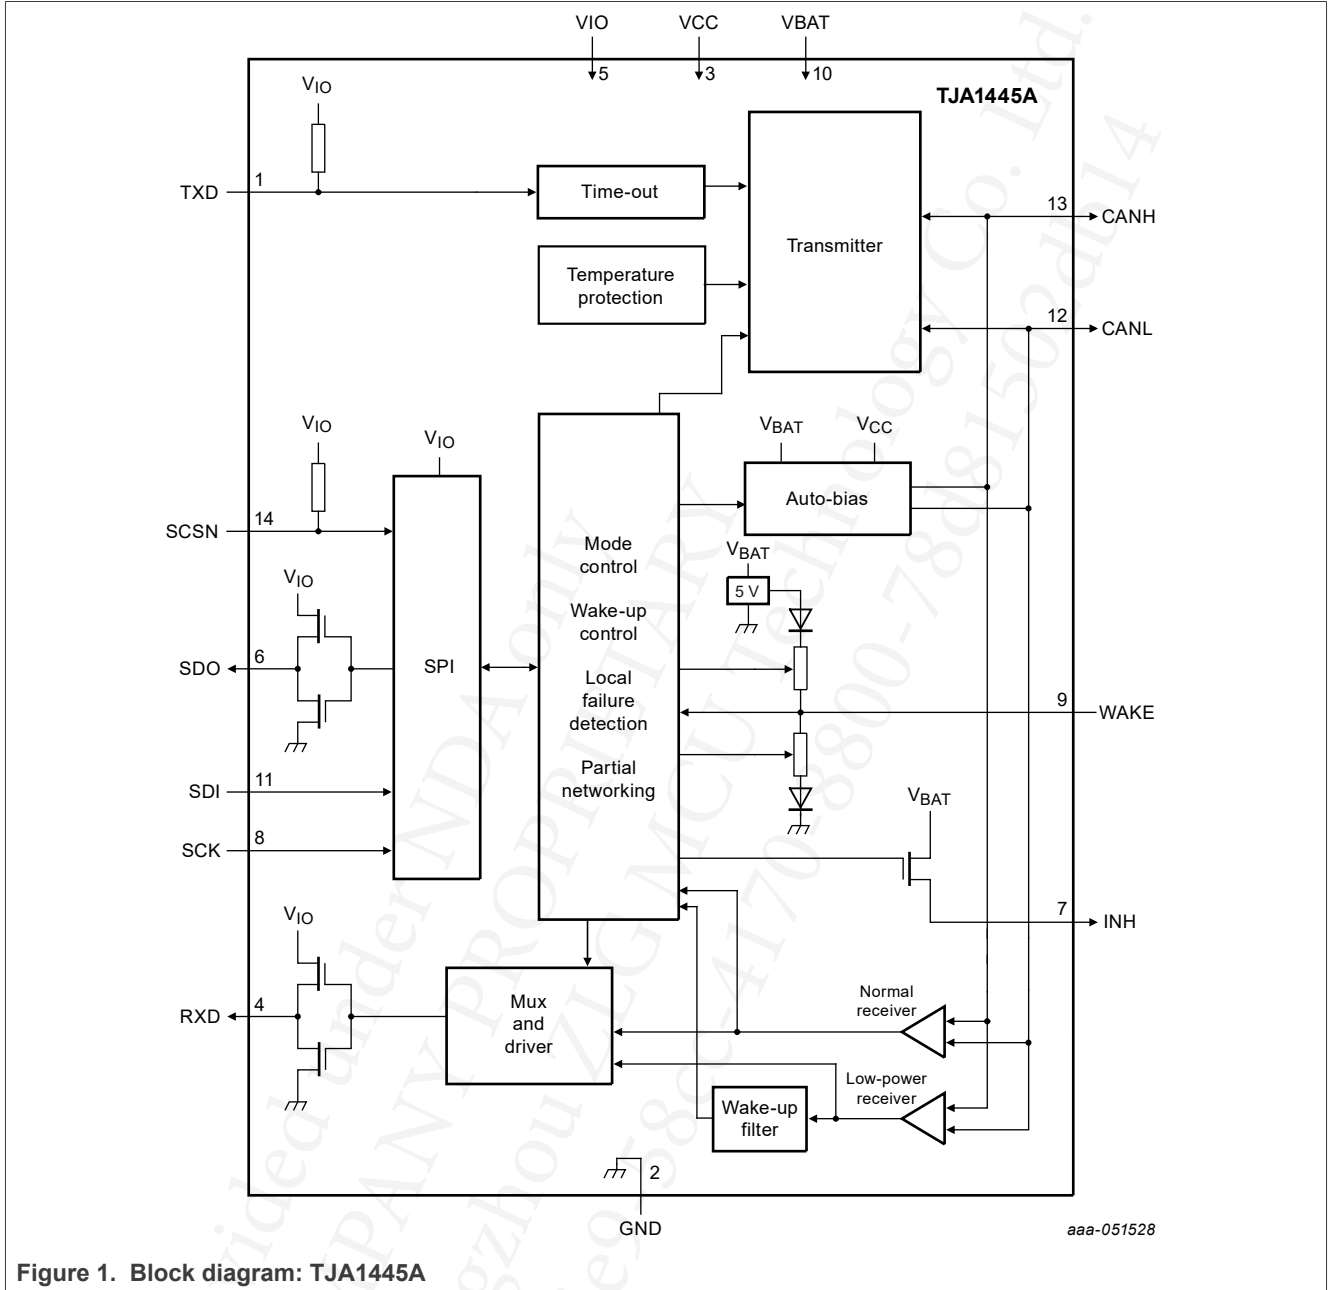 VIO VCC VBAT
5 3 10
TJA1445A
VIO
TXD 1
Time-out
Temperature
protection
Transmitter
13 CANH
12 CANL
VIO
VIO
VBAT VCC
Auto-bias
SCSN 14
VIO
SDO 6
SPI
SDI 11
SCK 8
Mode
control
Wake-up
control
Local
failure
detection
Partial
networking
VBAT
5 V
9 WAKE
VBAT
7 INH
VIO
RXD 4
Mux
and
driver
Normal
receiver
Low-power
receiver
Wake-up
filter
2
GND
aaa-051528
Figure 1. Block diagram: TJA1445A